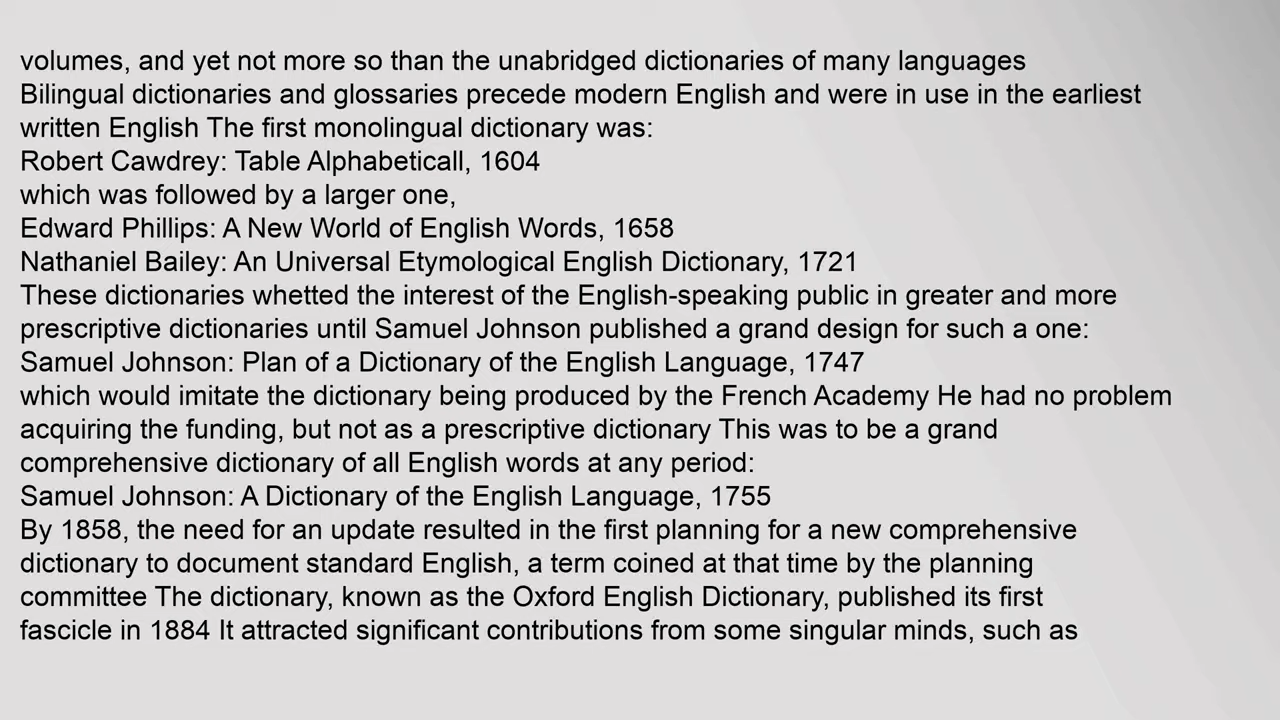 volumes, and yet not more so than the unabridged dictionaries of many languages
Bilingual dictionaries and glossaries precede modern English and were in use in the earliest
written English The first monolingual dictionary was:
Robert Cawdrey: Table Alphabeticall, 1604
which was followed by a larger one,
Edward Phillips: A New World of English Words, 1658
Nathaniel Bailey: An Universal Etymological English Dictionary, 1721
These dictionaries whetted the interest of the English-speaking public in greater and more
prescriptive dictionaries until Samuel Johnson published a grand design for such a one:
Samuel Johnson: Plan of a Dictionary of the English Language, 1747
which would imitate the dictionary being produced by the French Academy He had no problem
acquiring the funding, but not as a prescriptive dictionary This was to be a grand
comprehensive dictionary of all English words at any period:
Samuel Johnson: A Dictionary of the English Language, 1755
By 1858, the need for an update resulted in the first planning for a new comprehensive
dictionary to document standard English, a term coined at that time by the planning
committee The dictionary, known as the Oxford English Dictionary, published its first
fascicle in 1884 It attracted significant contributions from some singular minds, such as